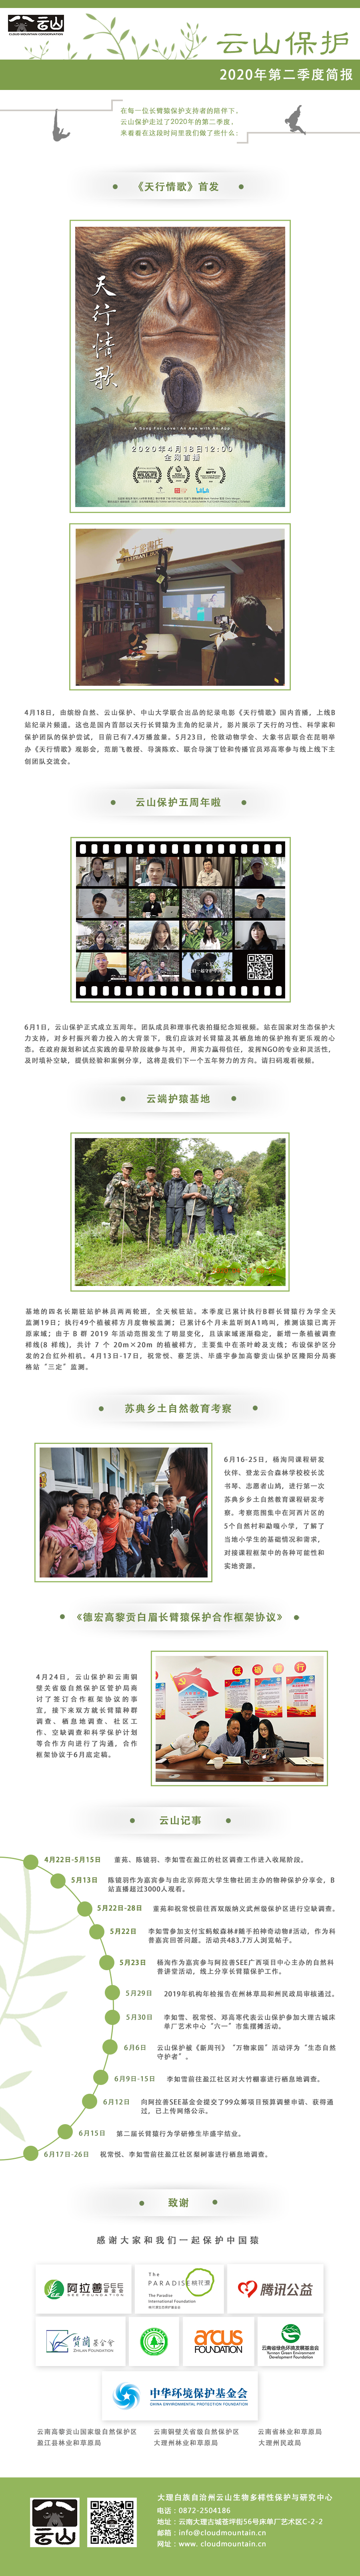 云山
CLOUD MOUNTAIN CONSERVATION
云山保护
2020年第二季度简报
在每一位长臂猿保护支持者的陪伴下,
云山保护走过了2020年的第二季度,
来看看在这段时间里我们做了些什么:
《天行情歌》首发
天行情歌
A Song For Love: An Ape with No Age
2020年4月18日12:00
全网首播
4月18日,由缤纷自然、云山保护、中山大学联合出品的纪录电影《天行情歌》国内首播,上线B
站纪录片频道。这也是国内首部以天行长臂猿为主角的纪录片,影片展示了天行的习性、科学家和
保护团队的保护尝试,目前已有7.4万播放量。5月23日,伦敦动物学会、大象书店联合在昆明举
办《天行情歌》观影会,范朋飞教授、导演陈欢、联合导演丁铨和传播官员邓高寒参与线上线下主
创团队交流会。
云山保护五周年啦
6月1日,云山保护正式成立五周年。团队成员和理事代表拍摄纪念短视频。站在国家对生态保护大
力支持,对乡村振兴着力投入的大背景下,我们应该对长臂猿及其栖息地的保护抱有更乐观的心
态。在政府规划和试点实践的最早阶段就参与其中,用实力赢得信任,发挥NGO的专业和灵活性,
及时填补空缺,提供经验和案例分享,这将是我们下一个五年努力的方向。请扫码观看视频。
云端护猿基地
基地的四名长期驻站护林员两两轮班,全天候驻站。本季度已累计执行B群长臂猿行为学全天
监测19日;执行49个植被样方月度物候监测;已累计6个月未监听到A1鸣叫,推测该猿已离开
原家域;由于 B 群 2019 年活动范围发生了明显变化,且该家域逐渐稳定,新增一条植被调查
样线(8 样线),共计 7 个 20m×20m 的植被样方,主要集中在茶叶岭及支线;布设保护区分
发的2台红外相机。4月13日-17日,祝常悦、蔡芝洪、毕盛宇参加高黎贡山保护区隆阳分局赛
格站“三定”监测。
苏典乡土自然教育考察
6月16-25日,杨洵同课程研发
伙伴、登龙云合森林学校校长沈
书琴、志愿者山鸡,进行第一次
苏典乡乡土自然教育课程研发考
察。考察范围集中在河西片区的
5个自然村和勐嘎小学,了解了
当地小学生的基础情况和需求,
对接课程框架中的各种可能性和
实地资源。
《德宏高黎贡白眉长臂猿保护合作框架协议》
4月24日,云山保护和云南铜
壁关省级自然保护区管护局商
讨了签订合作框架协议的事
宜,接下来双方就长臂猿种群
调查、栖息地调查、社区工
作、空缺调查和科学保护计划
等合作方向进行了沟通,合作
框架协议于6月底定稿。
云山记事
4月22日-5月15日 董苑、陈镜羽、李如雪在盈江的社区调查工作进入收尾阶段。
5月13日 陈镜羽作为嘉宾参与由北京师范大学生物社团主办的物种保护分享会,B
站直播超过3000人观看。
5月22日-28日 董苑和祝常悦前往西双版纳义武州级保护区进行空缺调查。
5月22日 李如雪参加支付宝蚂蚁森林#随手拍神奇动物#活动,作为科
普嘉宾回答问题。活动共483.7万人浏览帖子。
5月23日 杨洵作为嘉宾参与阿拉善SEE广西项目中心主办的自然科
普讲堂活动,线上分享长臂猿保护工作。
5月29日 2019年机构年检报告在州林草局和州民政局审核通过。
5月30日 李如雪、祝常悦、邓高寒代表云山保护参加大理古城床
单厂艺术中心“六一”市集摆摊活动。
6月6日 云山保护被《新周刊》“万物家园”活动评为“生态自然
守护者”。
6月9日-15日 李如雪前往盈江社区对大竹棚寨进行栖息地调查。
6月12日 向阿拉善SEE基金会提交了99众筹项目预算调整申请、获得通
过,已上传网络公示。
6月15日 第二届长臂猿行为学研修生毕盛宇结业。
6月17日-26日 祝常悦、李如雪前往盈江社区梨树寨进行栖息地调查。
致谢
感谢大家和我们一起保护中国猿
阿拉善SEE
基金会
SEE FOUNDATION
The
PARADISE
桃花源
The Paradise
International Foundation
腾讯公益
贤兰基金会
ZHILAN FOUNDATION
arcus
FOUNDATION
云南省绿色环境发展基金会
Yunnan Green Environment
Development Foundation
中华环境保护基金会
CHINA ENVIRONMENTAL PROTECTION FOUNDATION
云南高黎贡山国家级自然保护区 云南铜壁关省级自然保护区 云南省林业和草原局
盈江县林业和草原局 大理州林业和草原局 大理州民政局
云山
大理白族自治州云山生物多样性保护与研究中心
电话:0872-2504186
地址:云南大理古城苍坪街56号床单厂艺术区C-2-2
邮箱:info@cloudmountain.cn
网址:www. cloudmountain.cn